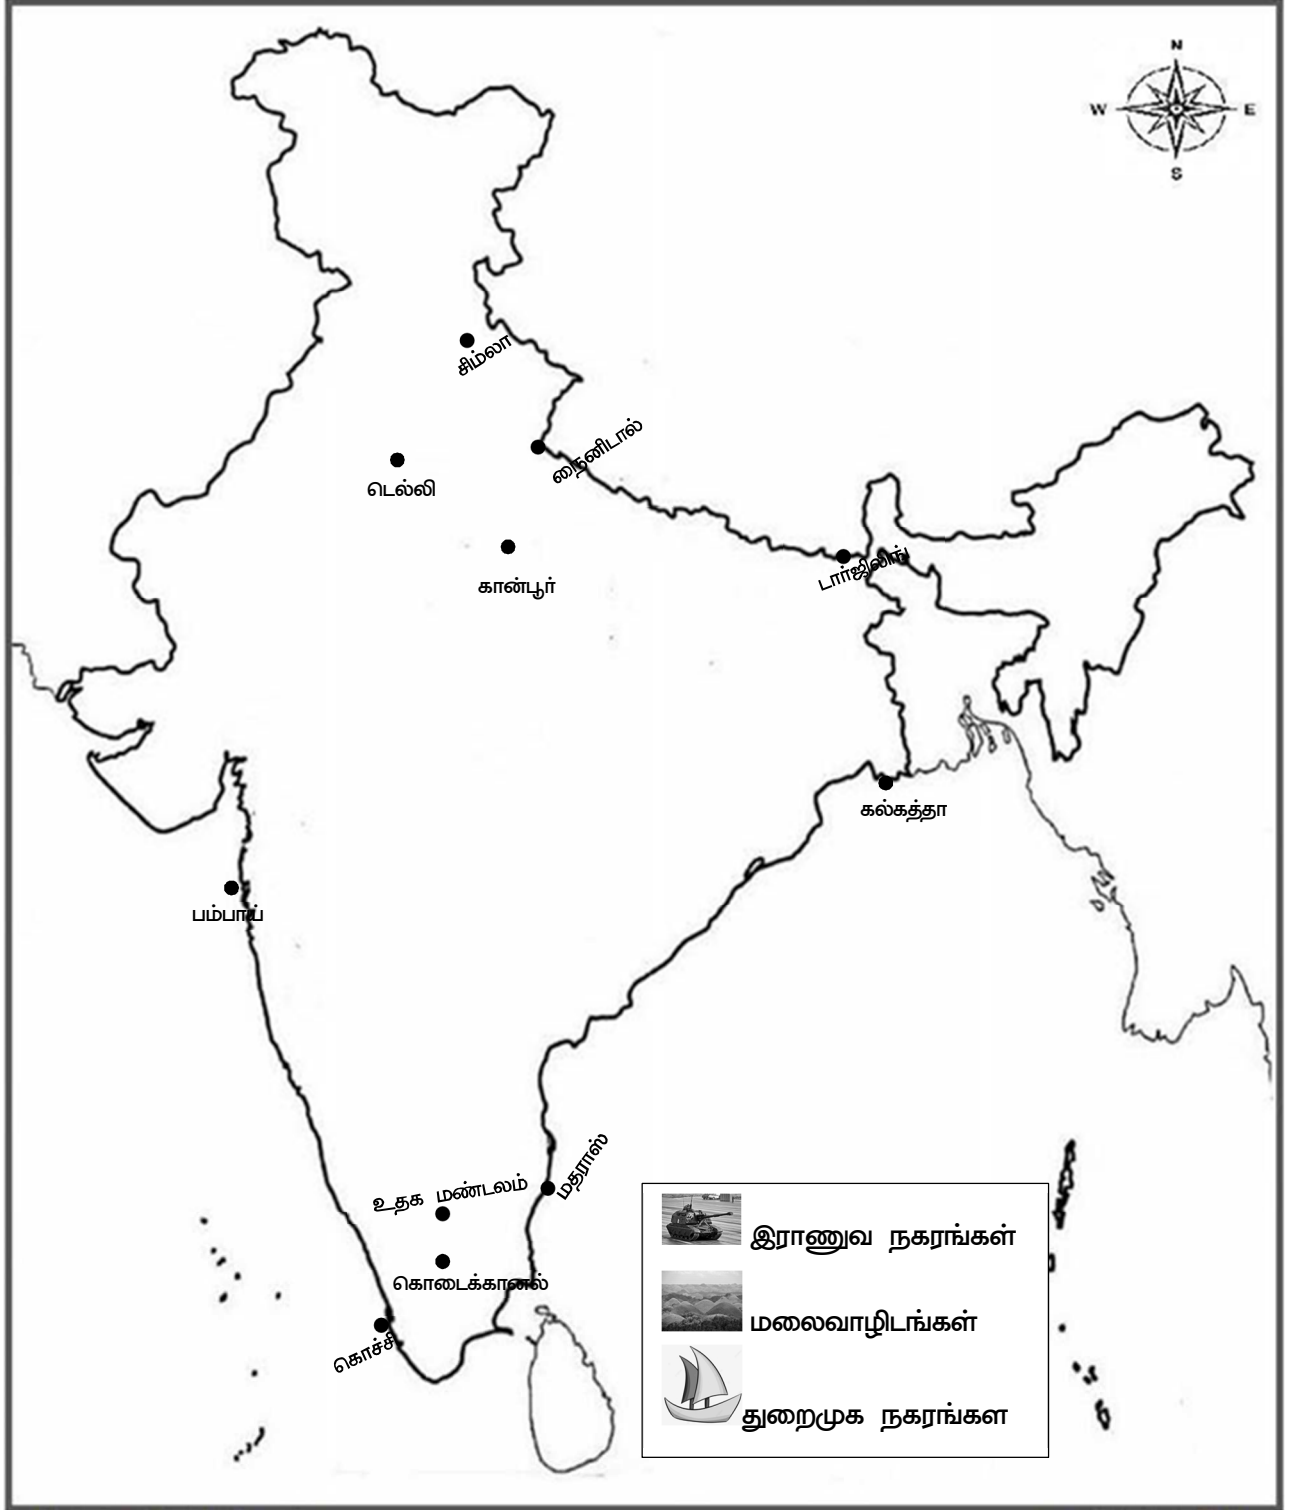 N
W E
S
சிம்லா
நைனிடால்
டெல்லி
கான்பூர்
டார்ஜிலிங்
கல்கத்தா
பம்பாய்
மதராஸ்
உதக மண்டலம்
கொடைக்கானல்
கொச்சி
இராணுவ நகரங்கள்
மலைவாழிடங்கள்
துறைமுக நகரங்கள